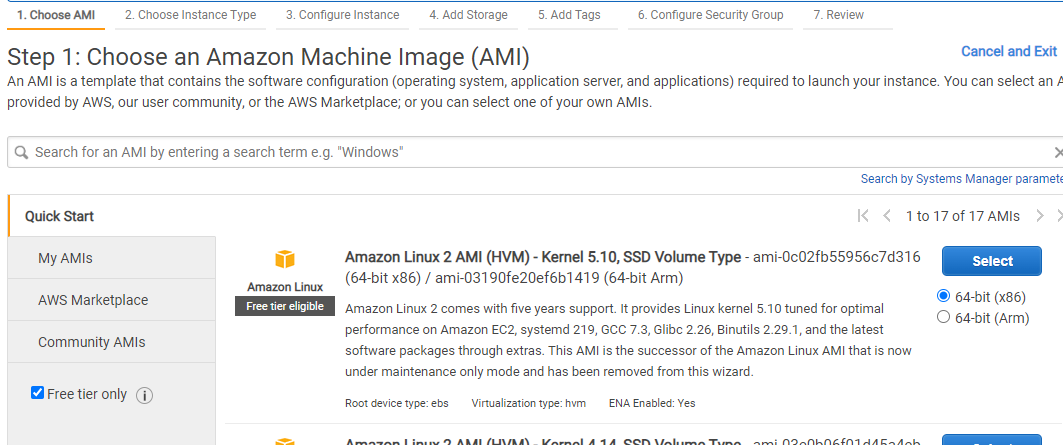 1. Choose AMI 2. Choose Instance Type 3. Configure Instance 4. Add Storage 5. Add Tags 6. Configure Security Group 7. Review
Step 1: Choose an Amazon Machine Image (AMI)
Cancel and Exit
An AMI is a template that contains the software configuration (operating system, application server, and applications) required to launch your instance. You can select an A
provided by AWS, our user community, or the AWS Marketplace; or you can select one of your own AMIs.
Search for an AMI by entering a search term e.g. "Windows"
Search by Systems Manager paramete
Quick Start
1 to 17 of 17 AMIs
My AMIs
AWS Marketplace
Community AMIs
Free tier only
Amazon Linux
Free tier eligible
Amazon Linux 2 AMI (HVM) - Kernel 5.10, SSD Volume Type - ami-0c02fb55956c7d316
(64-bit x86) / ami-03190fe20ef6b1419 (64-bit Arm)
Amazon Linux 2 comes with five years support. It provides Linux kernel 5.10 tuned for optimal
performance on Amazon EC2, systemd 219, GCC 7.3, Glibc 2.26, Binutils 2.29.1, and the latest
software packages through extras. This AMI is the successor of the Amazon Linux AMI that is now
under maintenance only mode and has been removed from this wizard.
Root device type: ebs Virtualization type: hvm ENA Enabled: Yes
Select
64-bit (x86)
64-bit (Arm)
Amazon Linux 2 AMI (HVM) - Kernel 4.14, SSD Volume Type